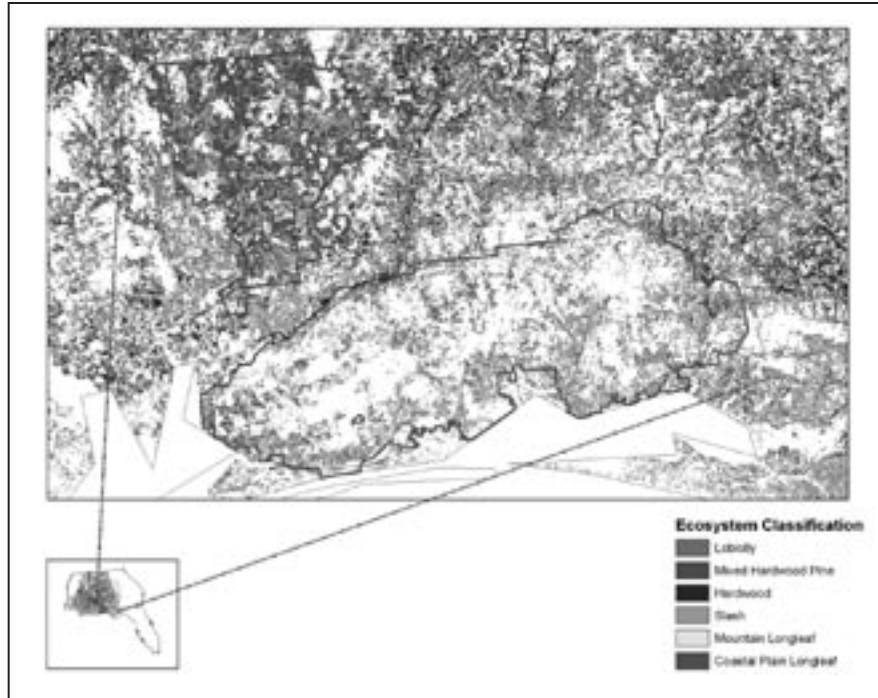 Ecosystem Classification
Loblolly
Mixed Hardwood Pine
Hardwood
Slash
Mountain Longleaf
Coastal Plain Longleaf